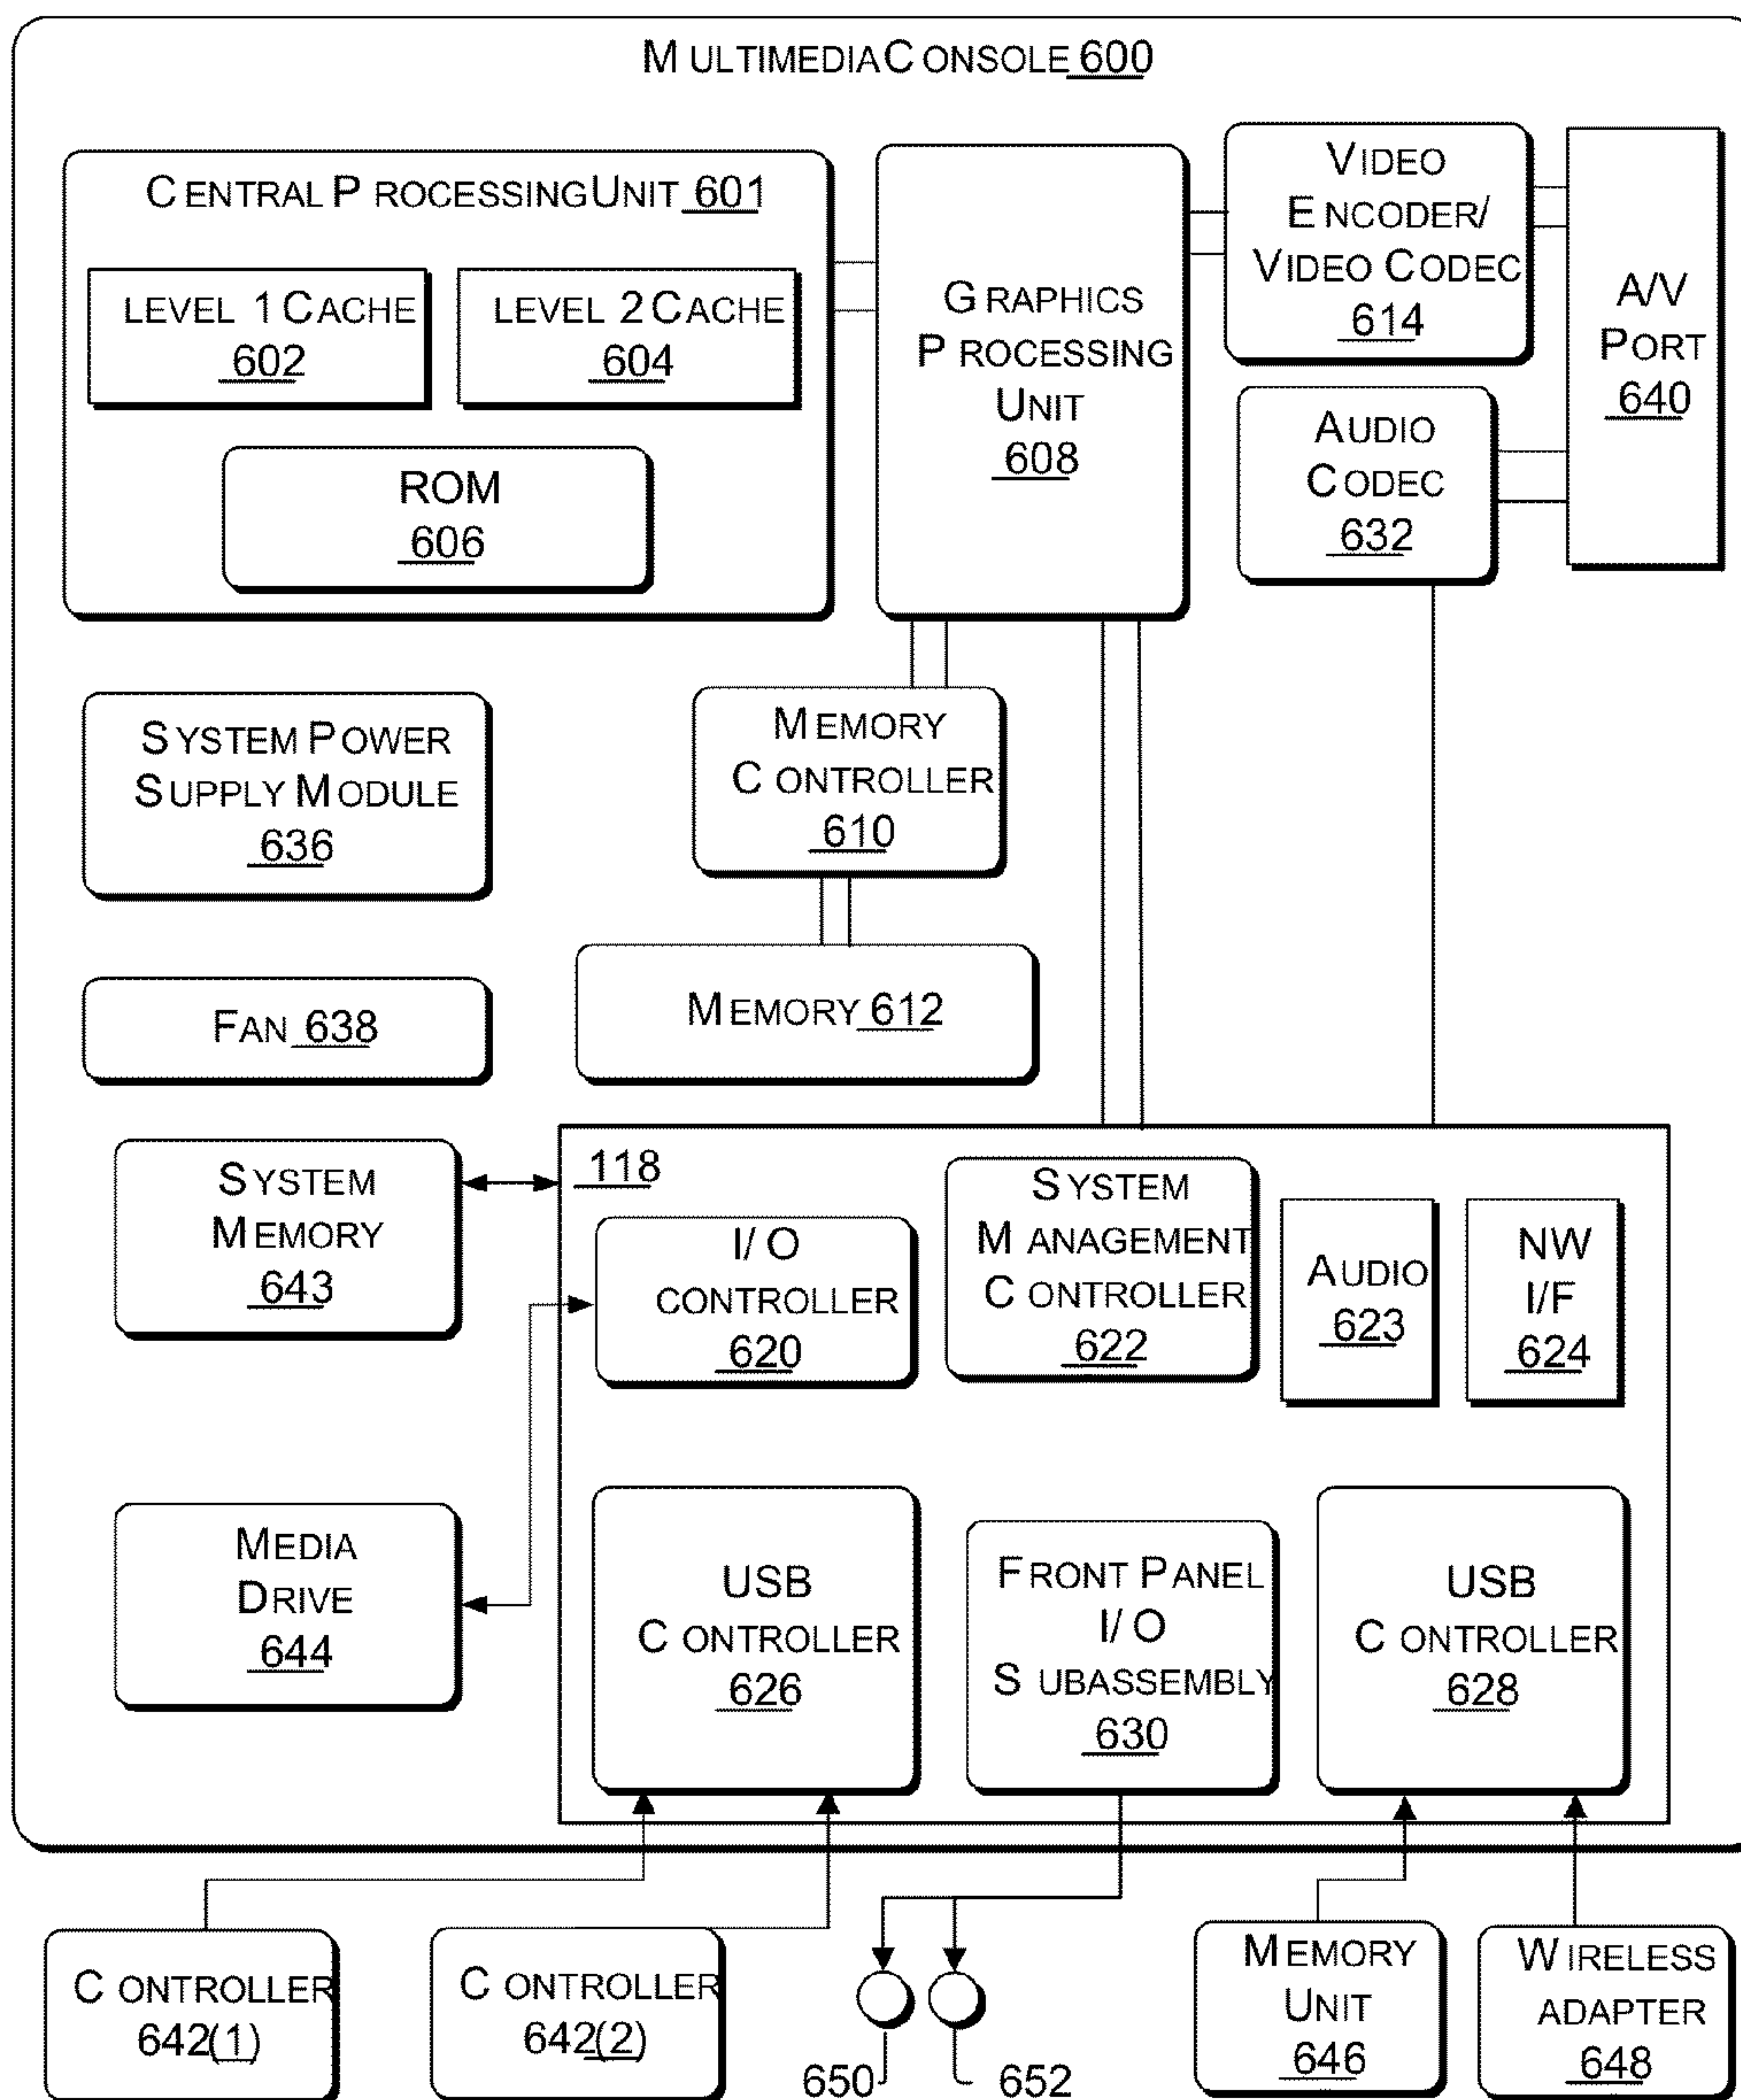 MULTIMEDIA CONSOLE 600
CENTRAL PROCESSING UNIT 601
LEVEL 1 CACHE
602
LEVEL 2 CACHE
604
ROM
606
GRAPHICS
PROCESSING
UNIT
608
VIDEO
ENCODER/
VIDEO CODEC
614
A/V
PORT
640
AUDIO
CODEC
632
SYSTEM POWER
SUPPLY MODULE
636
MEMORY
CONTROLLER
610
MEMORY 612
FAN 638
SYSTEM
MEMORY
643
118
I/O
CONTROLLER
620
SYSTEM
MANAGEMENT
CONTROLLER
622
AUDIO
623
NW
I/F
624
MEDIA
DRIVE
644
USB
CONTROLLER
626
FRONT PANEL
I/O
SUBASSEMBLY
630
USB
CONTROLLER
628
CONTROLLER
642(1)
CONTROLLER
642(2)
650
652
MEMORY
UNIT
646
WIRELESS
ADAPTER
648